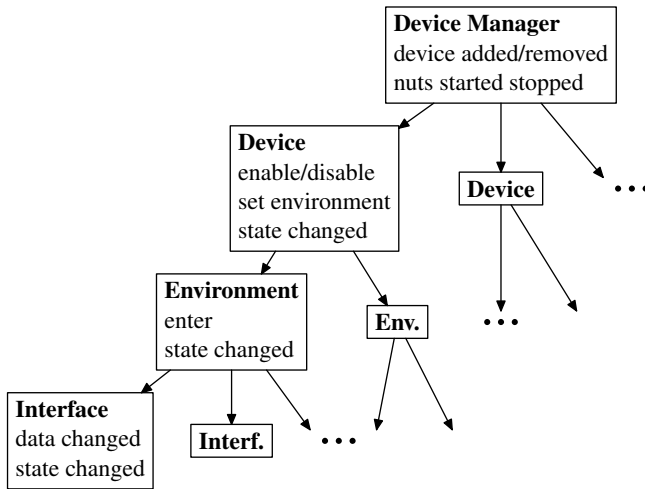 Device Manager
device added/removed
nuts started stopped
Device
enable/disable
set environment
state changed
Device
...
Environment
enter
state changed
Env.
...
Interface
data changed
state changed
Interf.
...